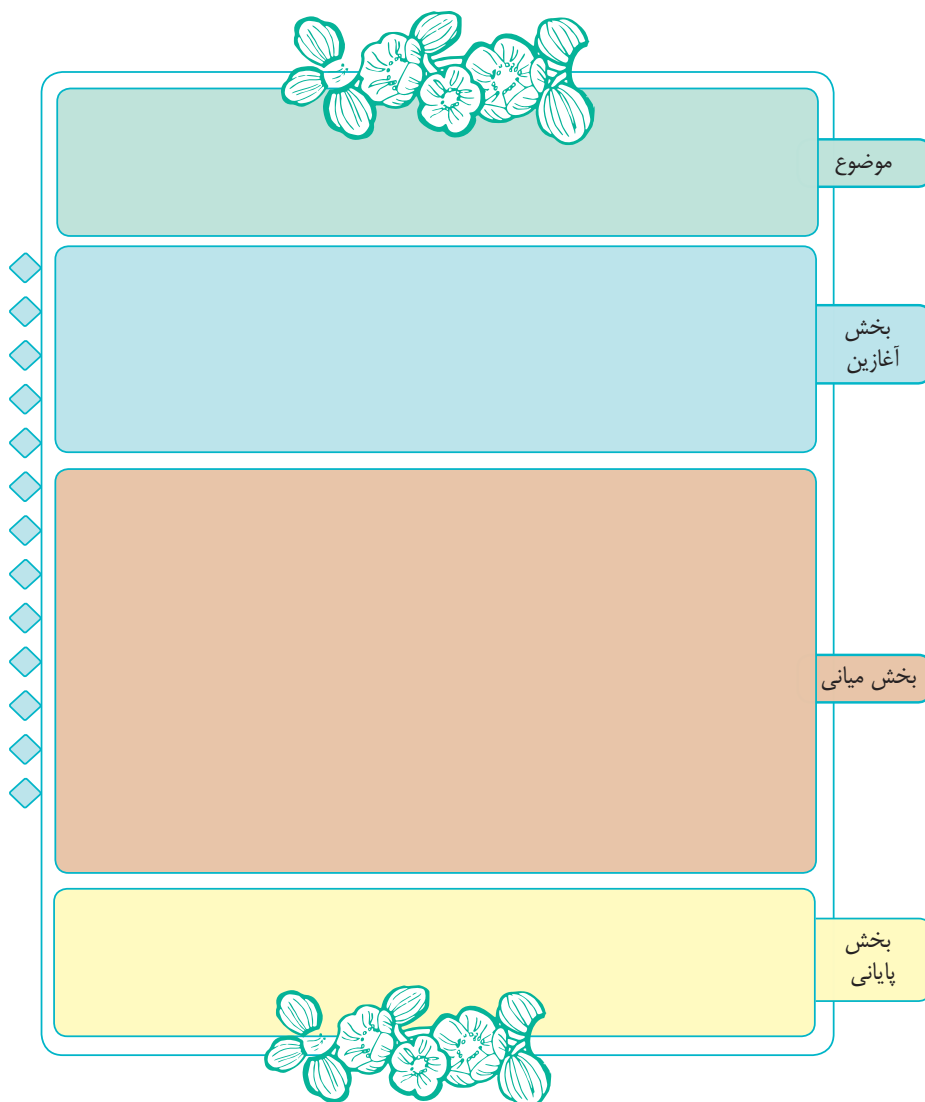 موضوع
بخش
آغازین
بخش میانی
بخش
پایانی